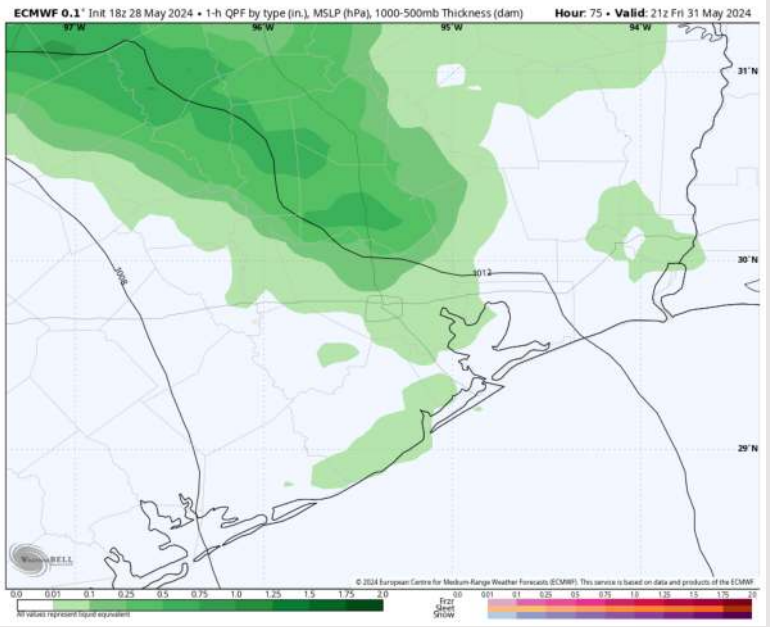 ECMWF 0.1° Init 18z 28 May 2024 • 1-h QPF by type (in.), MSLP (hPa), 1000-500mb Thickness (dam) Hour: 75 • Valid: 21z Fri 31 May 2024
97°W 96°W 95°W 94°W
31°N
30°N
1012
1008
29°N
WeatherBELL
© 2024 European Centre for Medium-Range Weather Forecasts (ECMWF). This service is based on data and products of the ECMWF
0.0 0.01 0.1 0.25 0.5 0.75 1.0 1.25 1.5 1.75 2.0 0.0 0.01 0.1 0.25 0.5 0.75 1.0 1.25 1.5 1.75 2.0
Frzr
Sleet
Snow
All values represent liquid equivalent